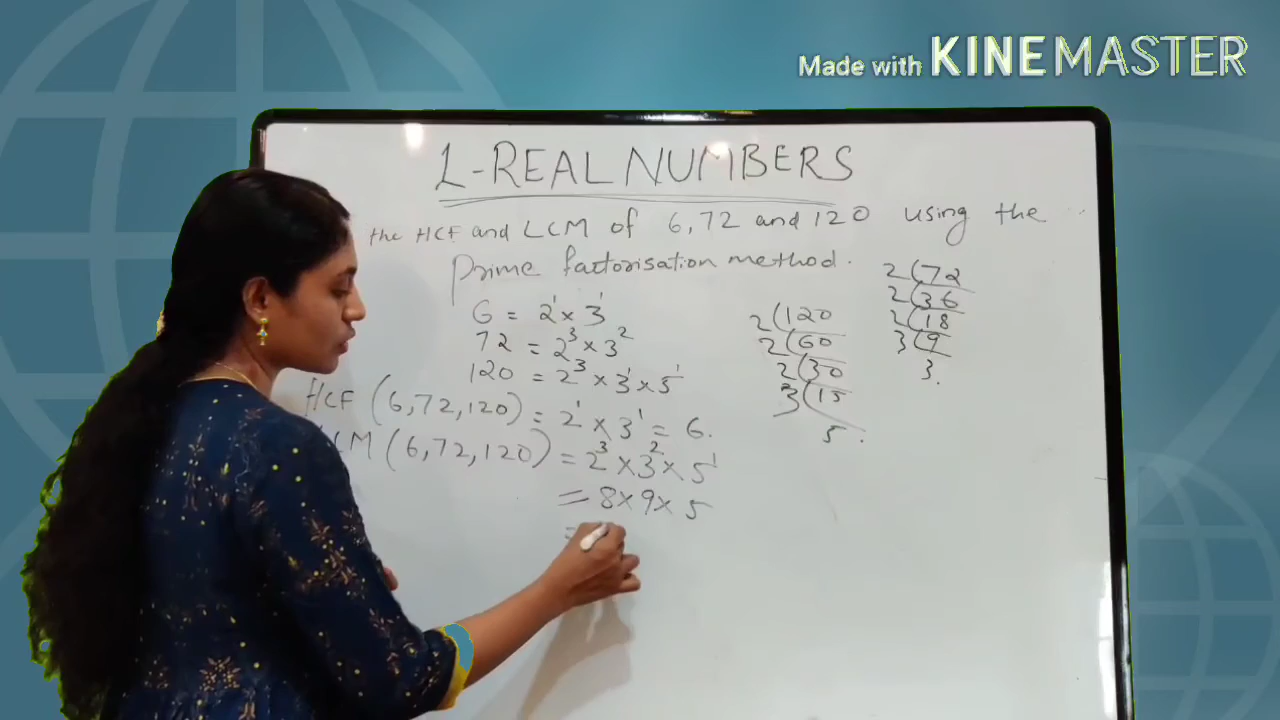 Made with KINEMASTER
1-REAL NUMBERS
the HCF and LCM of 6,72 and 120 using the
prime factorisation method.
6 = 2¹ × 3¹
72 = 2³ × 3²
120 = 2³ × 3¹ × 5¹
HCF (6,72,120) = 2¹ × 3¹ = 6.
LCM (6,72,120) = 2³ × 3² × 5¹
= 8×9×5
=
2(120
2(60
2(30
3(15
5.
2(72
2(36
2(18
3(9
3.